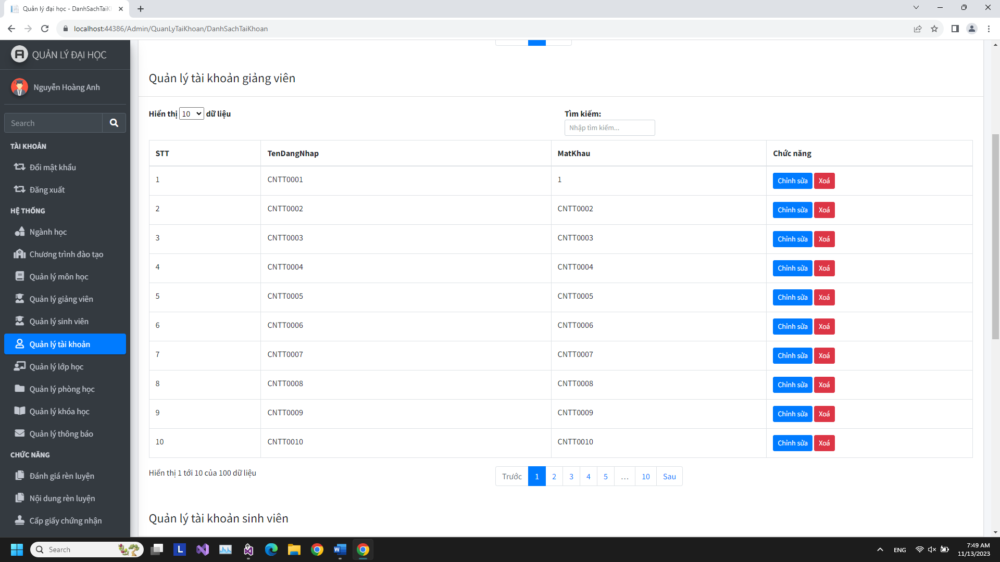 Quản lý đại học - DanhSachTaiK
localhost:44386/Admin/QuanLyTaiKhoan/DanhSachTaiKhoan
QUẢN LÝ ĐẠI HỌC
Nguyễn Hoàng Anh
Search
TÀI KHOẢN
Đổi mật khẩu
Đăng xuất
HỆ THỐNG
Ngành học
Chương trình đào tạo
Quản lý môn học
Quản lý giảng viên
Quản lý sinh viên
Quản lý tài khoản
Quản lý lớp học
Quản lý phòng học
Quản lý khóa học
Quản lý thông báo
CHỨC NĂNG
Đánh giá rèn luyện
Nội dung rèn luyện
Cấp giấy chứng nhận
Quản lý tài khoản giảng viên
Hiển thị 10 dữ liệu
Tìm kiếm:
Nhập tìm kiếm...
STT TenDangNhap MatKhau Chức năng
1 CNTT0001 1 Chỉnh sửa Xoá
2 CNTT0002 CNTT0002 Chỉnh sửa Xoá
3 CNTT0003 CNTT0003 Chỉnh sửa Xoá
4 CNTT0004 CNTT0004 Chỉnh sửa Xoá
5 CNTT0005 CNTT0005 Chỉnh sửa Xoá
6 CNTT0006 CNTT0006 Chỉnh sửa Xoá
7 CNTT0007 CNTT0007 Chỉnh sửa Xoá
8 CNTT0008 CNTT0008 Chỉnh sửa Xoá
9 CNTT0009 CNTT0009 Chỉnh sửa Xoá
10 CNTT0010 CNTT0010 Chỉnh sửa Xoá
Hiển thị 1 tới 10 của 100 dữ liệu
Trước 1 2 3 4 5 … 10 Sau
Quản lý tài khoản sinh viên
Search
L
W
ENG
7:49 AM
11/13/2023